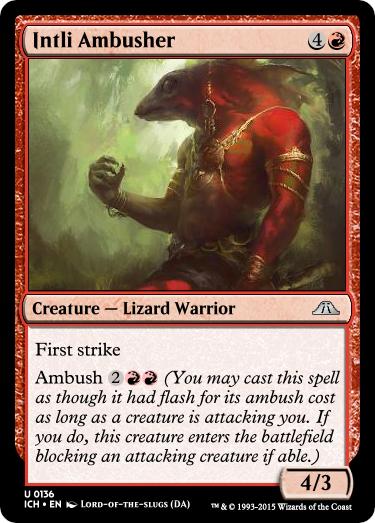 Intli Ambusher 4
Creature — Lizard Warrior
First strike
Ambush 2 (You may cast this spell
as though it had flash for its ambush cost
as long as a creature is attacking you. If
you do, this creature enters the battlefield
blocking an attacking creature if able.)
4/3
U 0136
ICH • EN Lord-of-the-slugs (DA)
™ & © 1993-2015 Wizards of the Coast